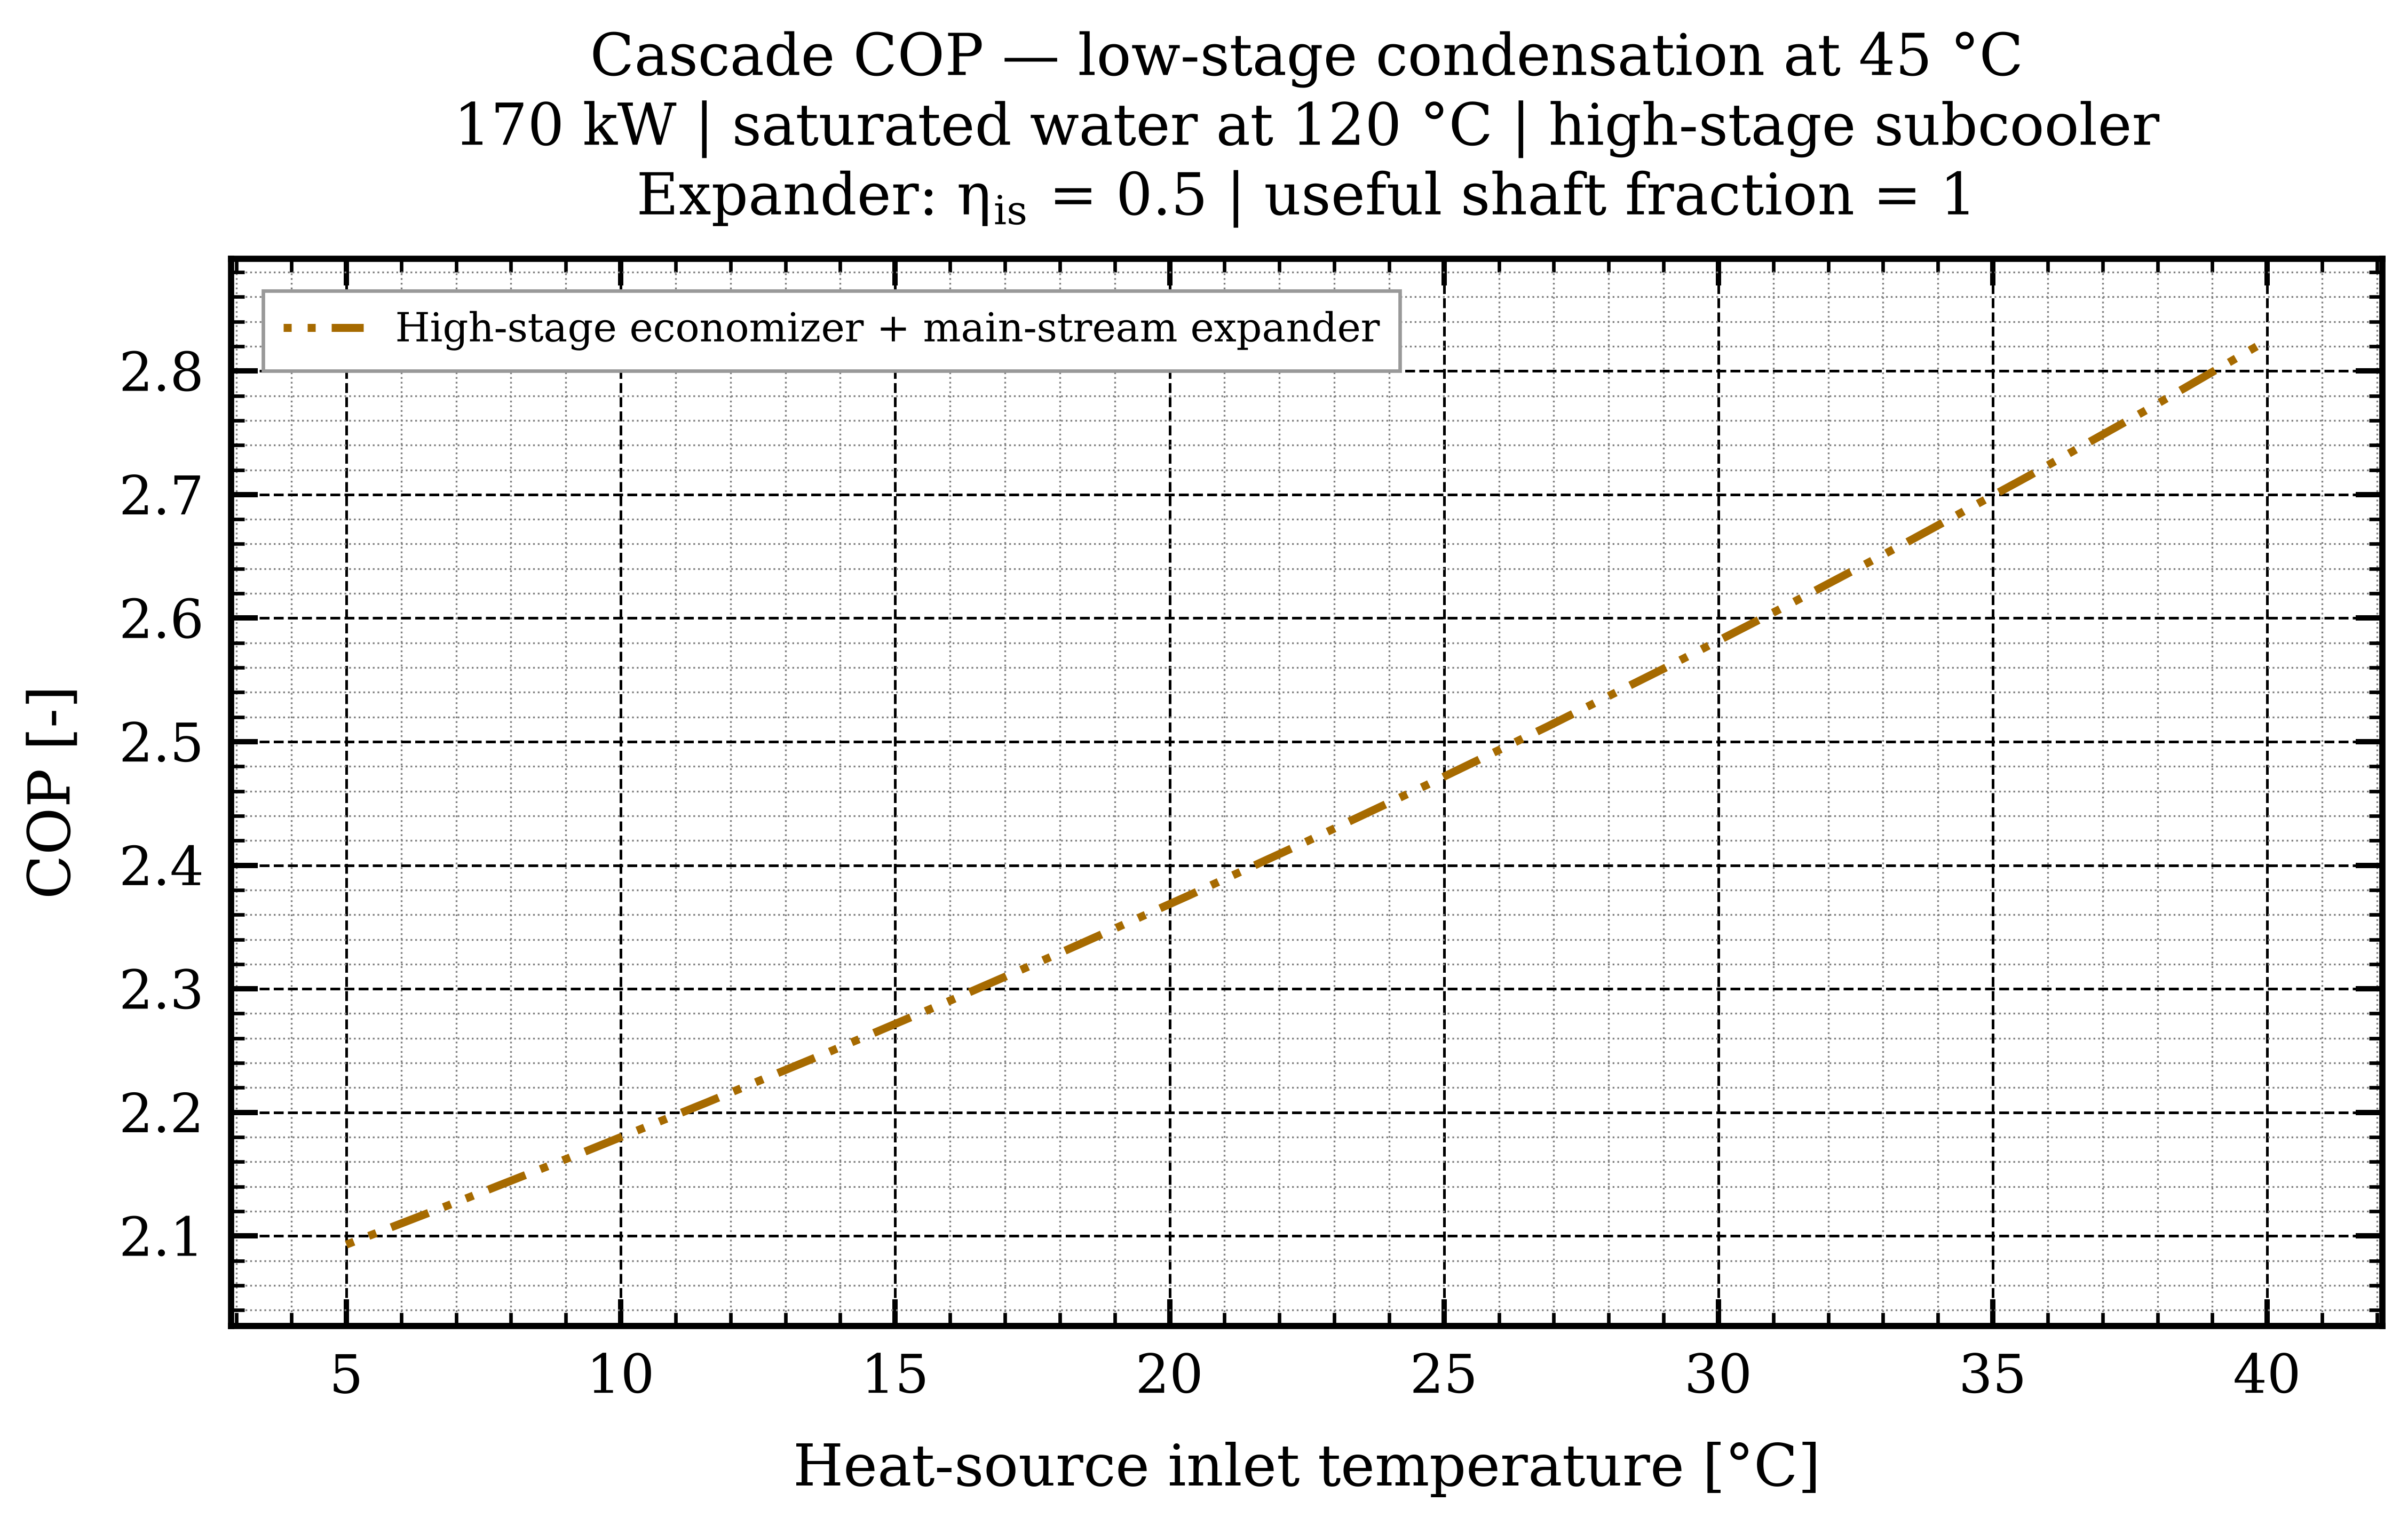 Cascade COP — low-stage condensation at 45 °C
170 kW | saturated water at 120 °C | high-stage subcooler
Expander: ηis = 0.5 | useful shaft fraction = 1
High-stage economizer + main-stream expander
2.8
2.7
2.6
2.5
2.4
2.3
2.2
2.1
COP [-]
5 10 15 20 25 30 35 40
Heat-source inlet temperature [°C]